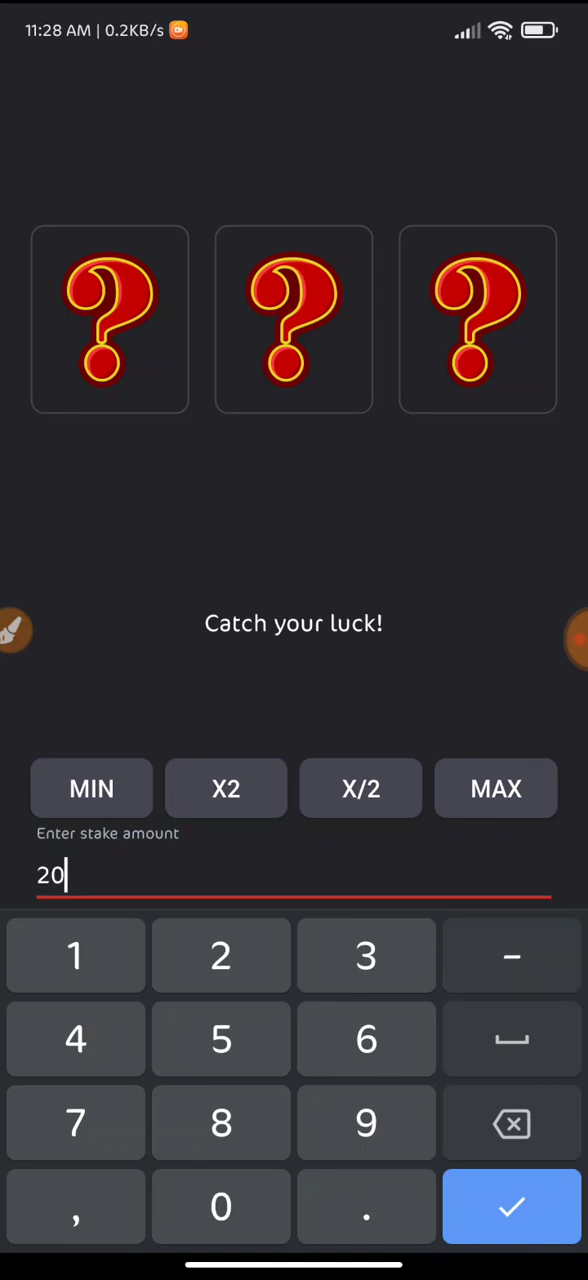 11:28 AM | 0.2KB/s
? ? ?
Catch your luck!
MIN X2 X/2 MAX
Enter stake amount
20
1 2 3 -
4 5 6
7 8 9
, 0 .